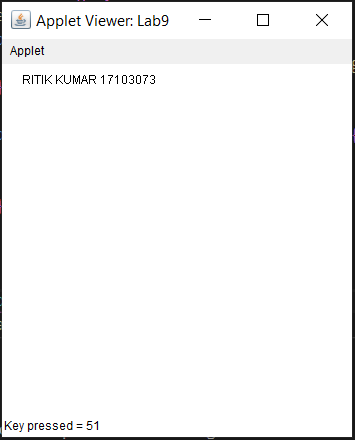 Applet Viewer: Lab9
Applet
RITIK KUMAR 17103073
Key pressed = 51